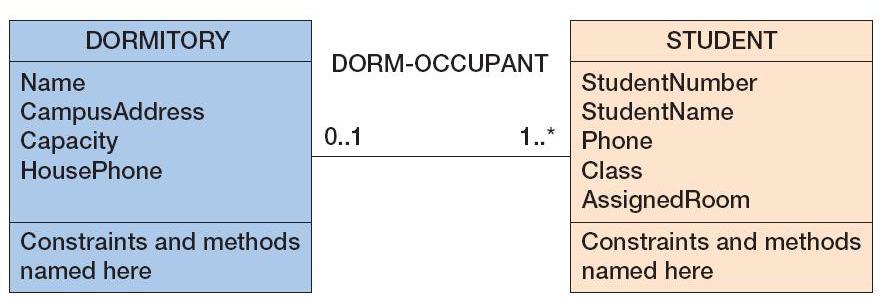 DORMITORY
Name
CampusAddress
Capacity
HousePhone
Constraints and methods
named here
DORM-OCCUPANT
0..1
1..*
STUDENT
StudentNumber
StudentName
Phone
Class
AssignedRoom
Constraints and methods
named here